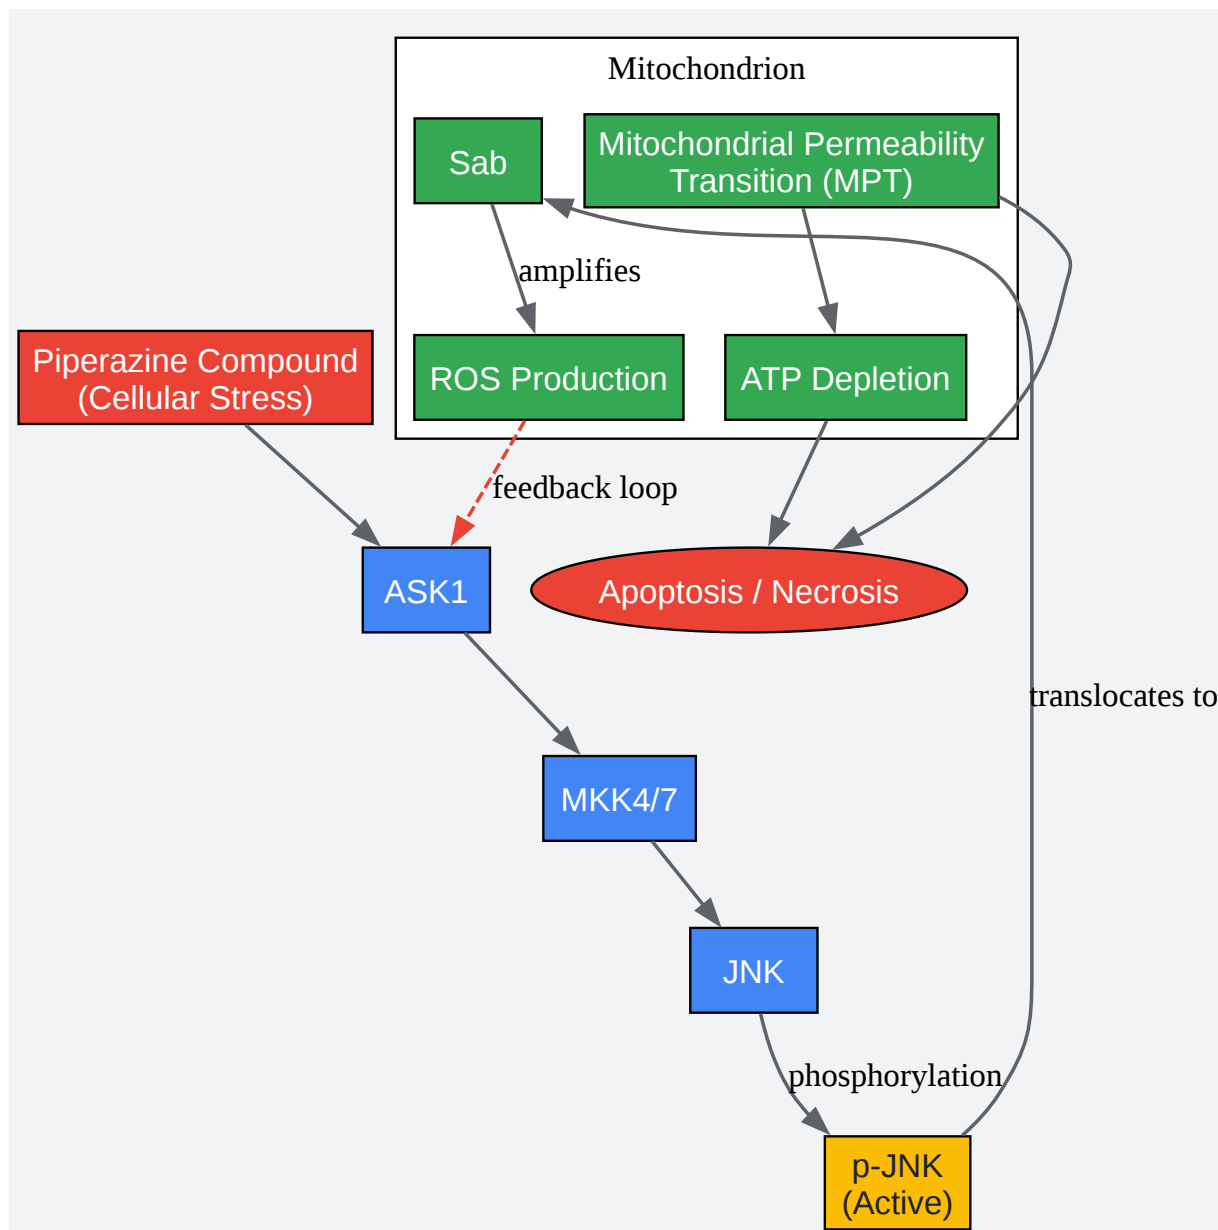 Mitochondrion
Sab
Mitochondrial Permeability
Transition (MPT)
amplifies
Piperazine Compound
(Cellular Stress)
ROS Production
ATP Depletion
feedback loop
ASK1
Apoptosis / Necrosis
translocates to
MKK4/7
JNK
phosphorylation
p-JNK
(Active)